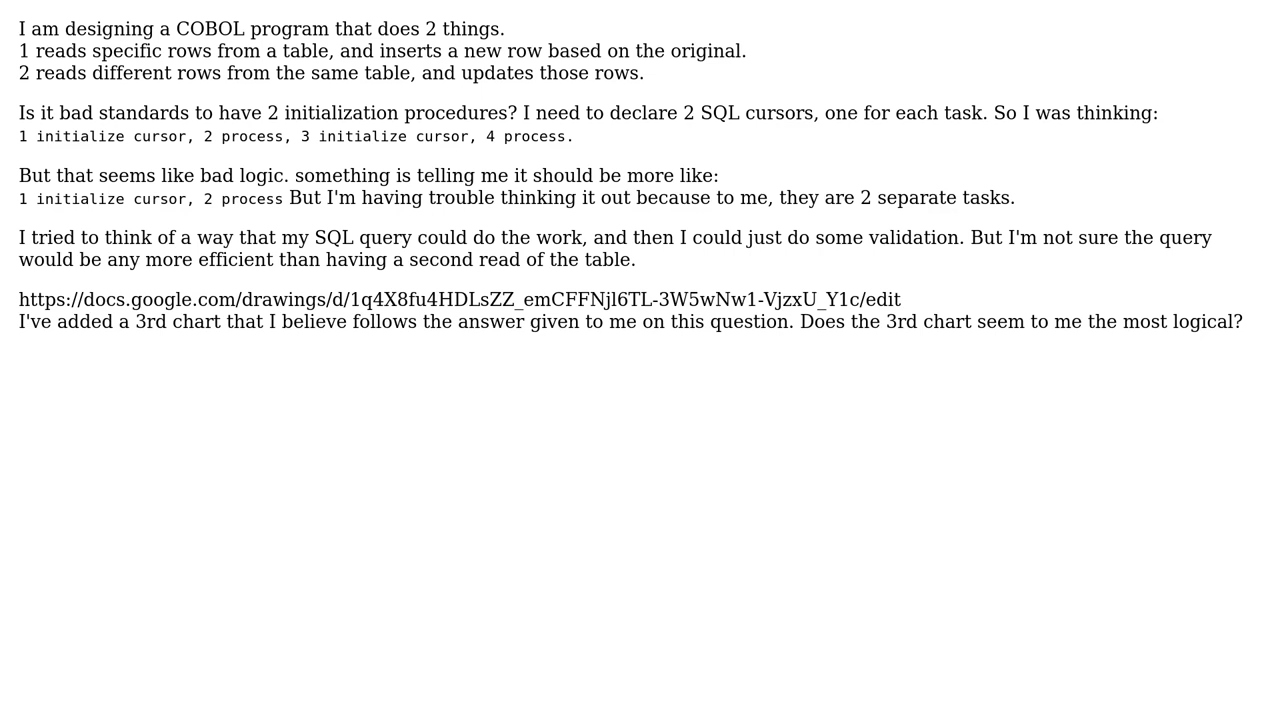 I am designing a COBOL program that does 2 things.
1 reads specific rows from a table, and inserts a new row based on the original.
2 reads different rows from the same table, and updates those rows.
Is it bad standards to have 2 initialization procedures? I need to declare 2 SQL cursors, one for each task. So I was thinking:
1 initialize cursor, 2 process, 3 initialize cursor, 4 process.
But that seems like bad logic. something is telling me it should be more like:
1 initialize cursor, 2 process But I'm having trouble thinking it out because to me, they are 2 separate tasks.
I tried to think of a way that my SQL query could do the work, and then I could just do some validation. But I'm not sure the query
would be any more efficient than having a second read of the table.
https://docs.google.com/drawings/d/1q4X8fu4HDLsZZ_emCFFNjl6TL-3W5wNw1-VjzxU_Y1c/edit
I've added a 3rd chart that I believe follows the answer given to me on this question. Does the 3rd chart seem to me the most logical?